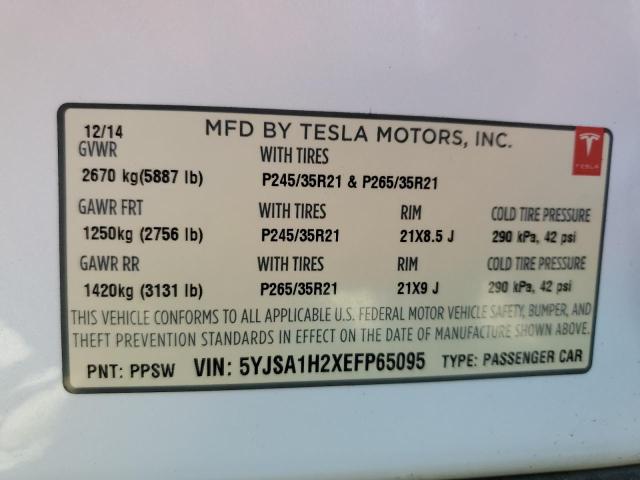 12/14 MFD BY TESLA MOTORS, INC.
TESLA
GVWR WITH TIRES
2670 kg(5887 lb) P245/35R21 & P265/35R21
GAWR FRT WITH TIRES RIM COLD TIRE PRESSURE
1250kg (2756 lb) P245/35R21 21X8.5 J 290 kPa, 42 psi
GAWR RR WITH TIRES RIM COLD TIRE PRESSURE
1420kg (3131 lb) P265/35R21 21X9 J 290 kPa, 42 psi
THIS VEHICLE CONFORMS TO ALL APPLICABLE U.S. FEDERAL MOTOR VEHICLE SAFETY, BUMPER, AND
THEFT PREVENTION STANDARDS IN EFFECT ON THE DATE OF MANUFACTURE SHOWN ABOVE.
PNT: PPSW VIN: 5YJSA1H2XEFP65095 TYPE: PASSENGER CAR